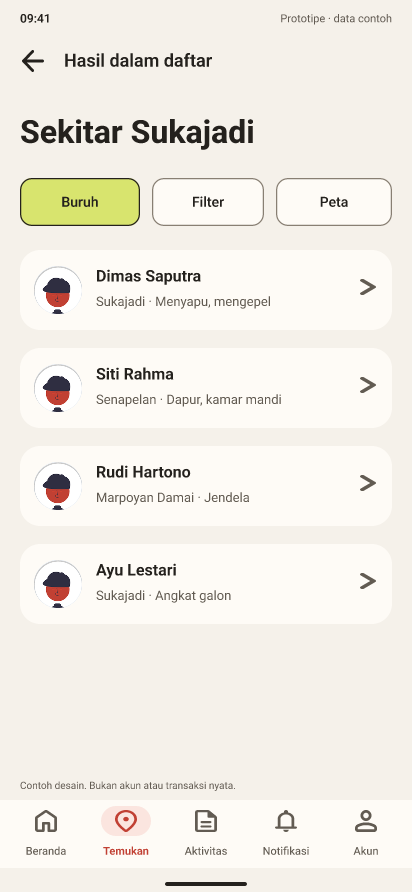 09:41
Prototipe · data contoh
Hasil dalam daftar
Sekitar Sukajadi
Buruh
Filter
Peta
Dimas Saputra
Sukajadi · Menyapu, mengepel
Siti Rahma
Senapelan · Dapur, kamar mandi
Rudi Hartono
Marpoyan Damai · Jendela
Ayu Lestari
Sukajadi · Angkat galon
Contoh desain. Bukan akun atau transaksi nyata.
Beranda
Temukan
Aktivitas
Notifikasi
Akun